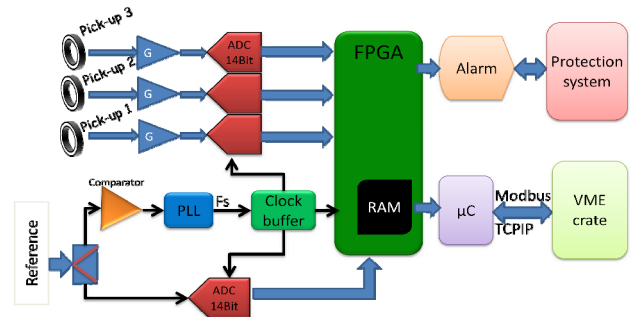 Pick-up 3
G
ADC
14Bit
FPGA
Alarm
Protection
system
Pick-up 2
G
Pick-up 1
G
Comparator
PLL
Fs
Clock
buffer
RAM
µC
Modbus
TCPIP
VME
crate
Reference
ADC
14Bit